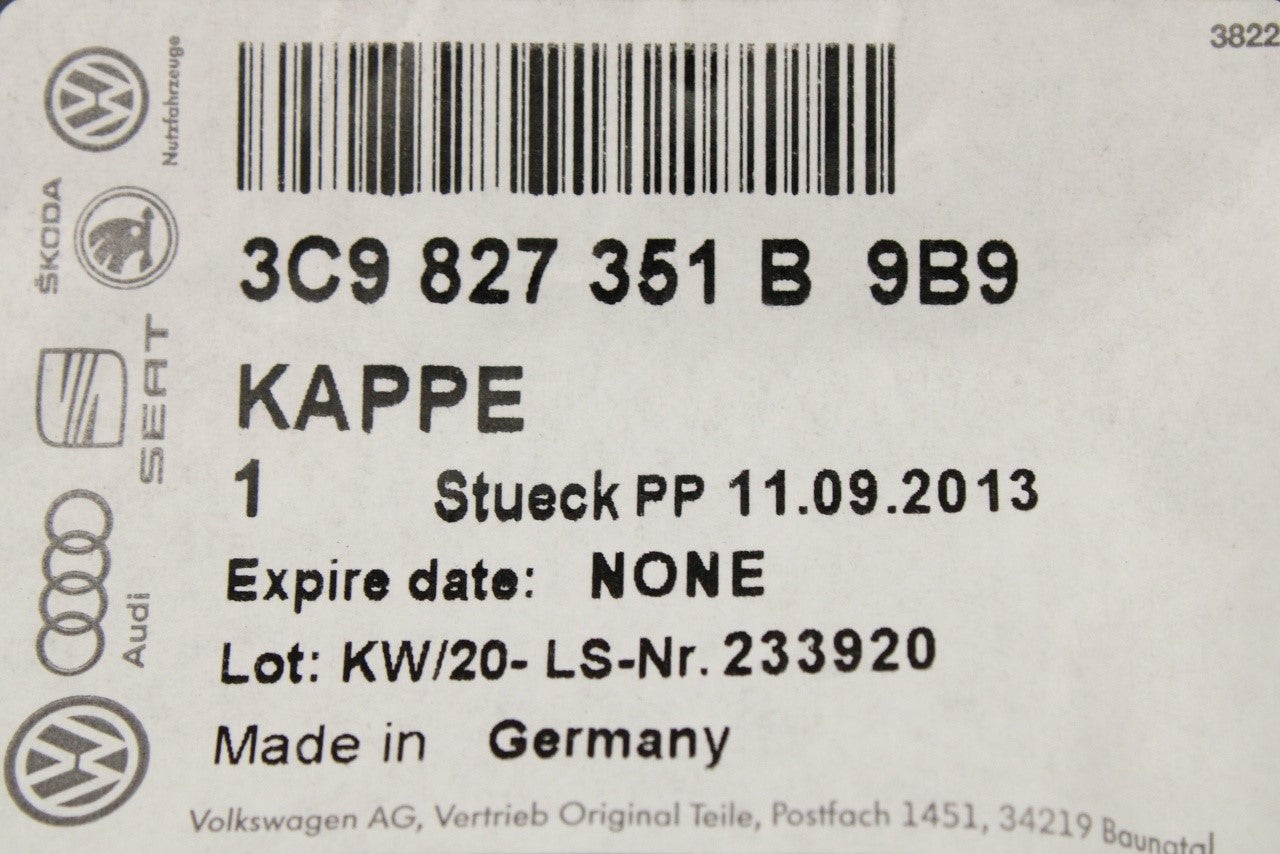 3822
Nutzfahrzeuge
ŠKODA
SEAT
Audi
3C9 827 351 B 9B9
KAPPE
1 Stueck PP 11.09.2013
Expire date: NONE
Lot: KW/20- LS-Nr. 233920
Made in Germany
Volkswagen AG, Vertrieb Original Teile, Postfach 1451, 34219 Baunatal